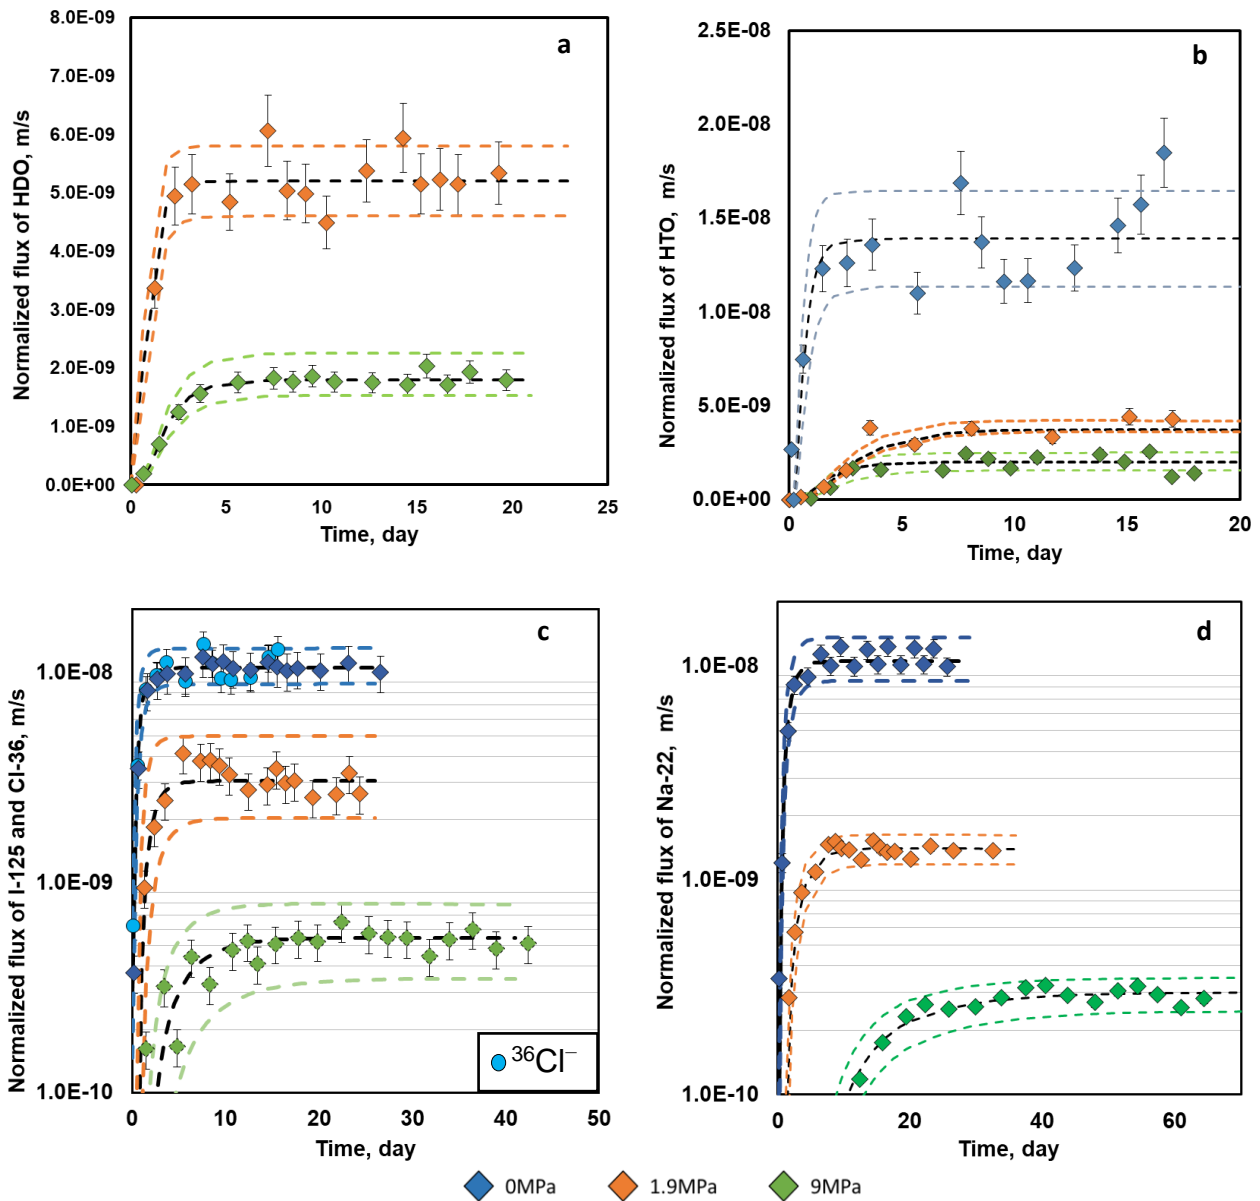 a
8.0E-09
7.0E-09
6.0E-09
5.0E-09
4.0E-09
3.0E-09
2.0E-09
1.0E-09
0.0E+00
Normalized flux of HDO, m/s
0 5 10 15 20 25
Time, day
b
2.5E-08
2.0E-08
1.5E-08
1.0E-08
5.0E-09
0.0E+00
Normalized flux of HTO, m/s
0 5 10 15 20
Time, day
c
1.0E-08
1.0E-09
1.0E-10
Normalized flux of I-125 and Cl-36, m/s
³⁶Cl⁻
0 10 20 30 40 50
Time, day
d
1.0E-08
1.0E-09
1.0E-10
Normalized flux of Na-22, m/s
0 20 40 60
Time, day
0MPa 1.9MPa 9MPa